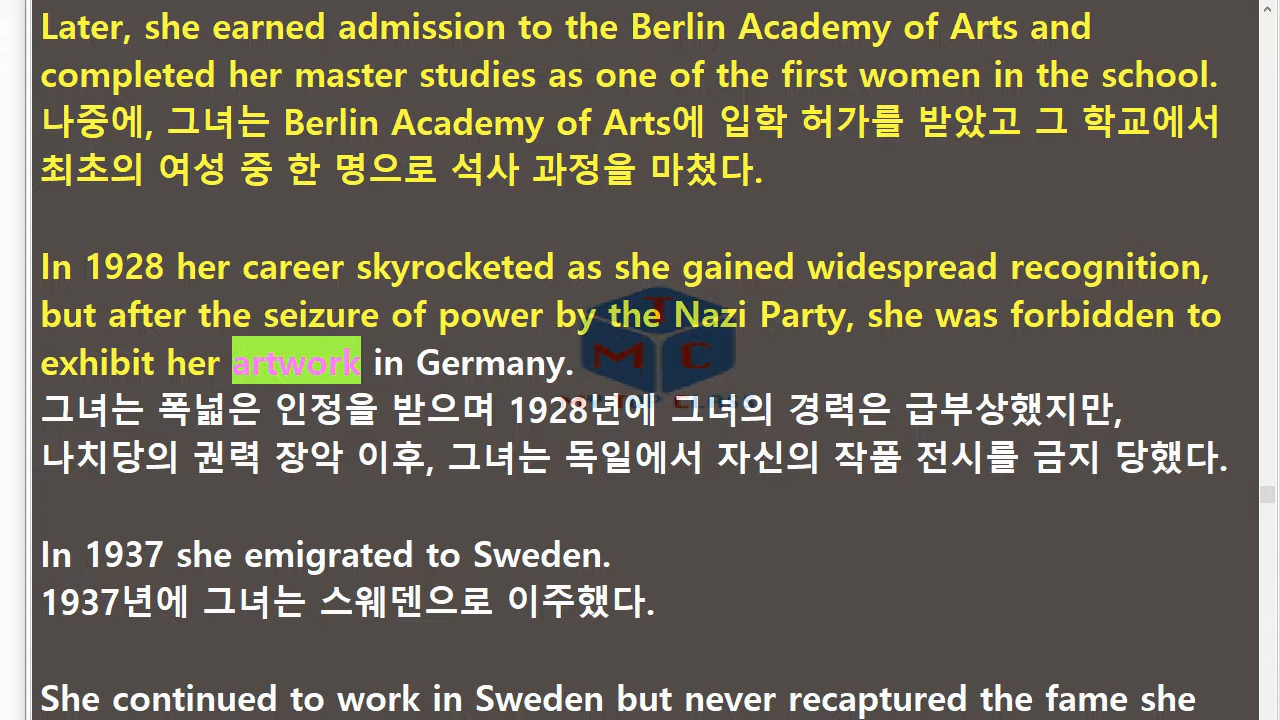 Later, she earned admission to the Berlin Academy of Arts and
completed her master studies as one of the first women in the school.
나중에, 그녀는 Berlin Academy of Arts에 입학 허가를 받았고 그 학교에서
최초의 여성 중 한 명으로 석사 과정을 마쳤다.
In 1928 her career skyrocketed as she gained widespread recognition,
but after the seizure of power by the Nazi Party, she was forbidden to
exhibit her artwork in Germany.
그녀는 폭넓은 인정을 받으며 1928년에 그녀의 경력은 급부상했지만,
나치당의 권력 장악 이후, 그녀는 독일에서 자신의 작품 전시를 금지 당했다.
In 1937 she emigrated to Sweden.
1937년에 그녀는 스웨덴으로 이주했다.
She continued to work in Sweden but never recaptured the fame she
T
M C